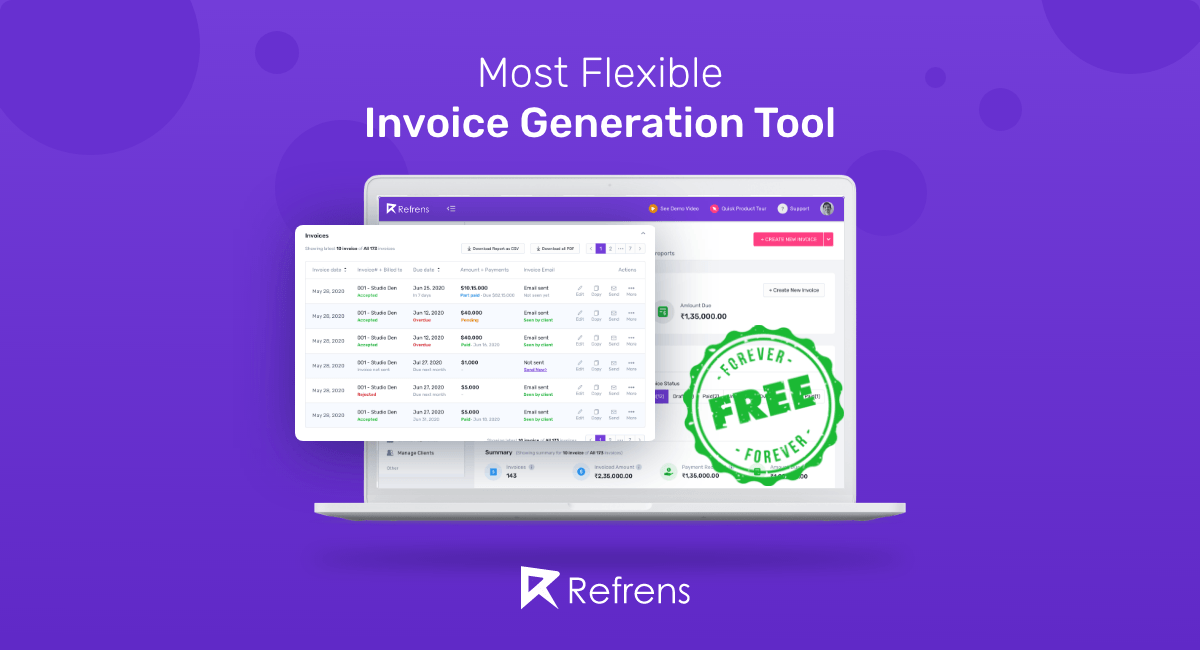 Most Flexible
Invoice Generation Tool
Refrens
See Demo Video
Quick Product Tour
Support
Invoices
Showing latest 10 invoice of All 173 invoices
Download Report as CSV
Download all PDF
1 2 ... 7
+ CREATE NEW INVOICE
reports
Invoice date
Invoice# + Billed to
Due date
Amount + Payments
Invoice Email
Actions
May 28, 2020
001 - Studio Den
Accepted
Jun 25, 2020
In 7 days
$10,15,000
Email sent
Not seen yet
Edit Copy Send More
May 28, 2020
001 - Studio Den
Accepted
Jun 12, 2020
Overdue
$40,000
Pending
Email sent
Seen by client
Edit Copy Send More
May 28, 2020
001 - Studio Den
Accepted
Jun 12, 2020
Overdue
$40,000
Paid - Jun 16, 2020
Email sent
Seen by client
Edit Copy Send More
May 28, 2020
001 - Studio Den
Invoice not sent
Jul 27, 2020
Due next month
$1,000
Not sent
Send Now!
Edit Copy Send More
May 28, 2020
001 - Studio Den
Rejected
Jun 27, 2020
Due next month
$5,000
Email sent
Seen by client
Edit Copy Send More
May 28, 2020
001 - Studio Den
Accepted
Jun 27, 2020
Jun 31, 2020
$5,000
Paid - Jun 18, 2020
Email sent
Seen by client
Edit Copy Send More
+ Create New Invoice
Amount Due
₹1,35,000.00
Status
FOREVER
FREE
FOREVER
Manage Clients
Other
Summary
(Showing summary for 10 invoice of All 173 invoices)
Invoices
143
Invoiced Amount
₹2,35,000.00
Payment
₹1,35,000.00
Refrens